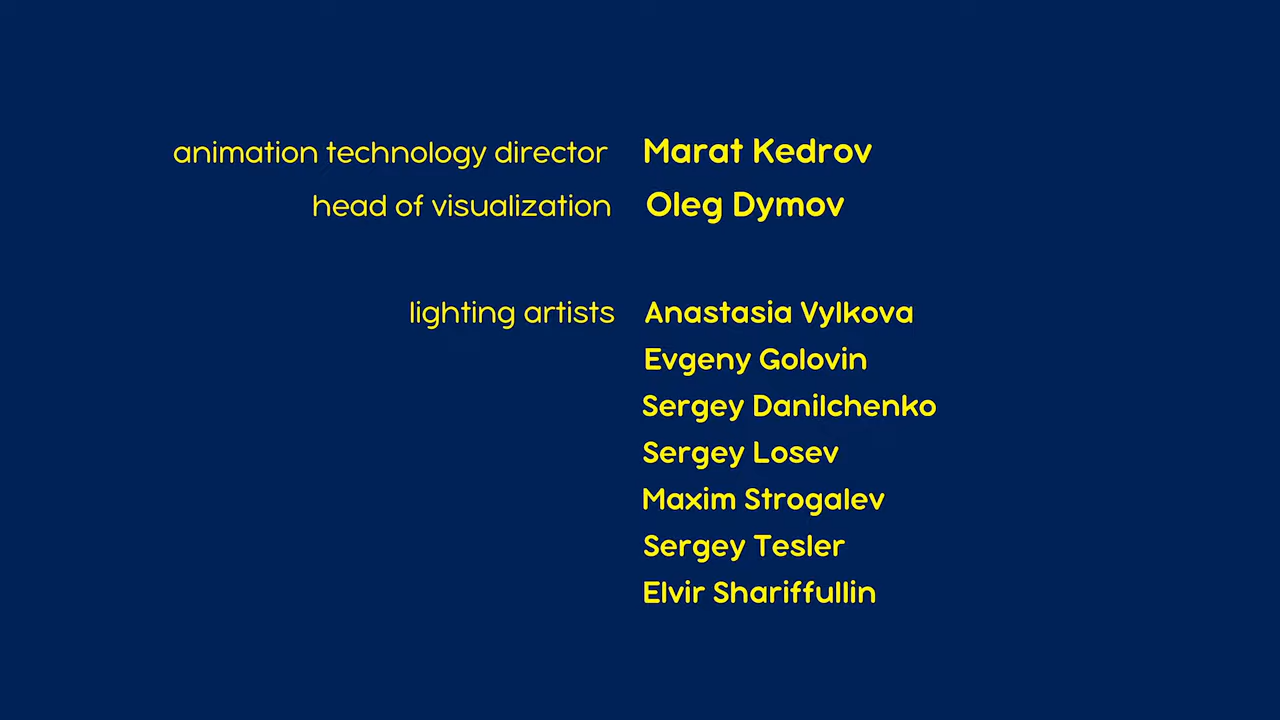 animation technology director Marat Kedrov
head of visualization Oleg Dymov
lighting artists Anastasia Vylkova
Evgeny Golovin
Sergey Danilchenko
Sergey Losev
Maxim Strogalev
Sergey Tesler
Elvir Shariffullin